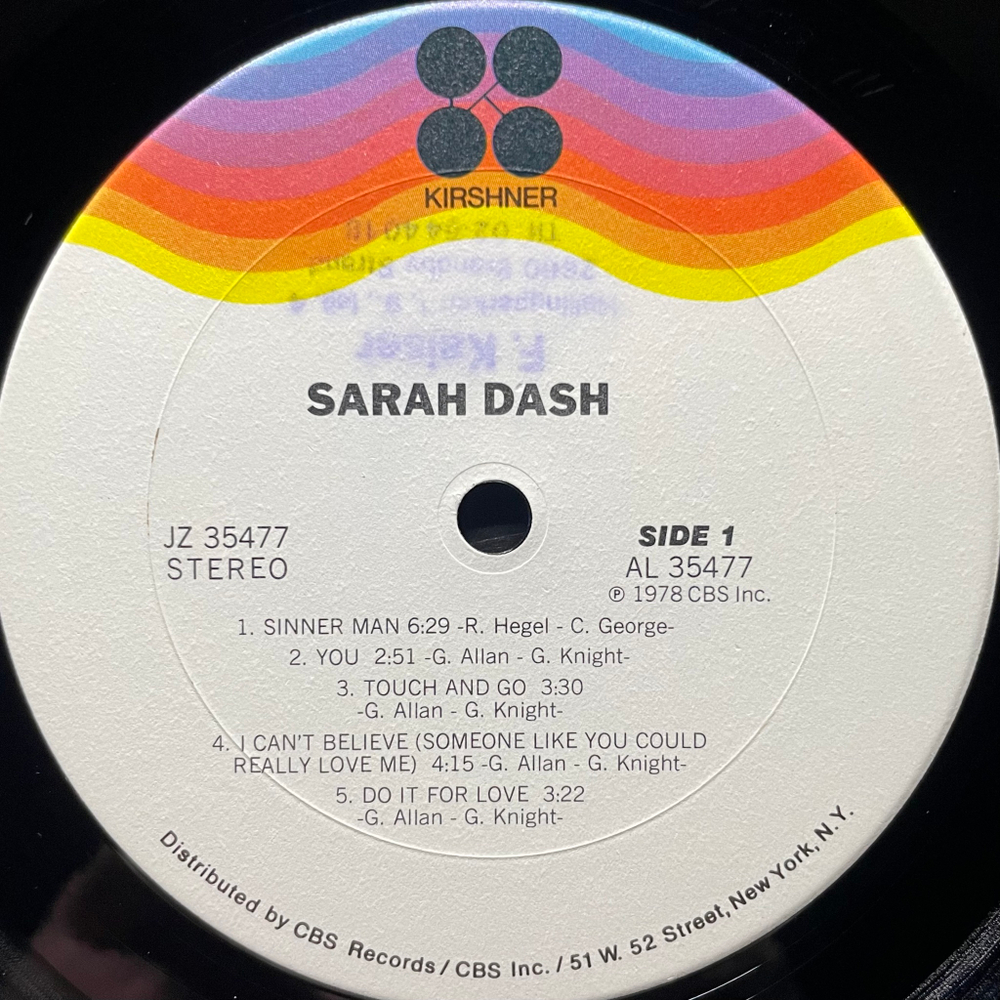 KIRSHNER
F. Kaiser
SARAH DASH
JZ 35477
STEREO
SIDE 1
AL 35477
℗ 1978 CBS Inc.
1. SINNER MAN 6:29 -R. Hegel - C. George-
2. YOU 2:51 -G. Allan - G. Knight-
3. TOUCH AND GO 3:30
-G. Allan - G. Knight-
4. I CAN'T BELIEVE (SOMEONE LIKE YOU COULD
REALLY LOVE ME) 4:15 -G. Allan - G. Knight-
5. DO IT FOR LOVE 3:22
-G. Allan - G. Knight-
Distributed by CBS Records / CBS Inc. / 51 W. 52 Street, New York, N.Y.